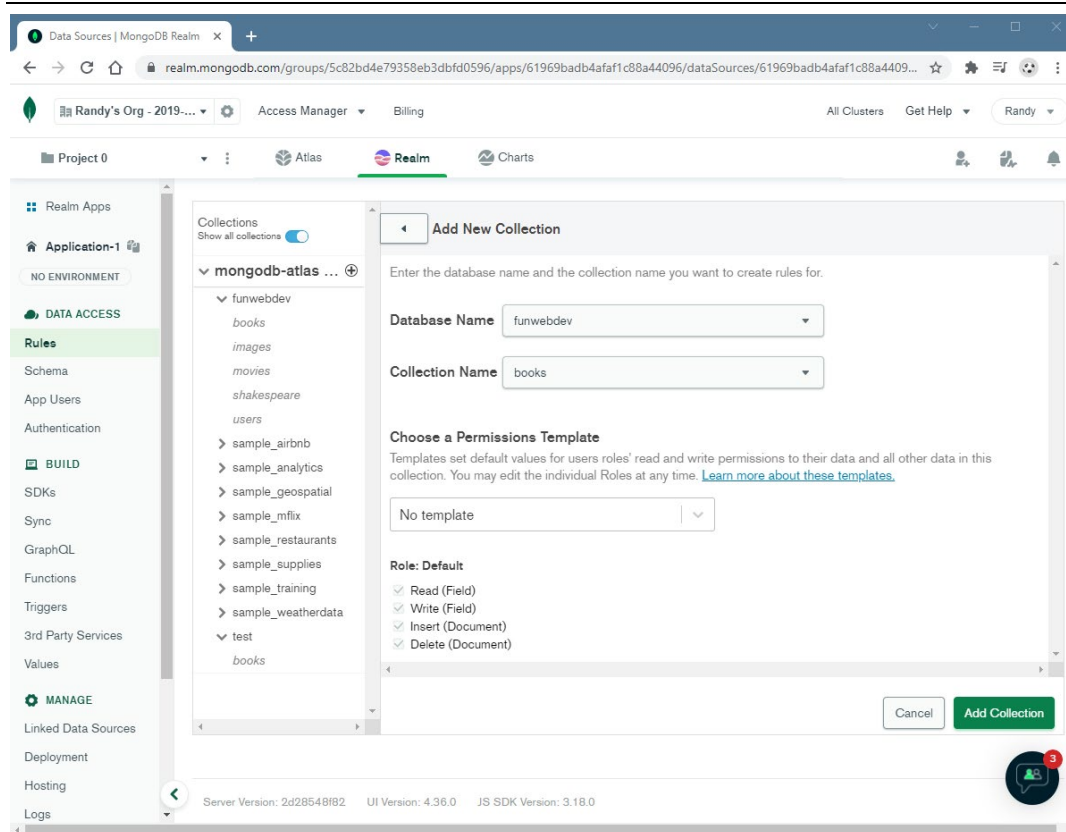 Data Sources | MongoDB Realm
realm.mongodb.com/groups/5c82bd4e79358eb3dbfd0596/apps/61969badb4afaf1c88a44096/dataSources/61969badb4afaf1c88a4409...
Randy's Org - 2019-... Access Manager Billing All Clusters Get Help Randy
Project 0 Atlas Realm Charts
Realm Apps
Application-1
NO ENVIRONMENT
DATA ACCESS
Rules
Schema
App Users
Authentication
BUILD
SDKs
Sync
GraphQL
Functions
Triggers
3rd Party Services
Values
MANAGE
Linked Data Sources
Deployment
Hosting
Logs
Collections
Show all collections
mongodb-atlas ...
funwebdev
books
images
movies
shakespeare
users
sample_airbnb
sample_analytics
sample_geospatial
sample_mflix
sample_restaurants
sample_supplies
sample_training
sample_weatherdata
test
books
Add New Collection
Enter the database name and the collection name you want to create rules for.
Database Name funwebdev
Collection Name books
Choose a Permissions Template
Templates set default values for users roles' read and write permissions to their data and all other data in this
collection. You may edit the individual Roles at any time. Learn more about these templates.
No template
Role: Default
Read (Field)
Write (Field)
Insert (Document)
Delete (Document)
Cancel Add Collection
3
Server Version: 2d28548f82 UI Version: 4.36.0 JS SDK Version: 3.18.0